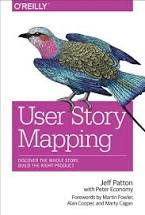 O'REILLY®
User Story
Mapping
DISCOVER THE WHOLE STORY,
BUILD THE RIGHT PRODUCT
Jeff Patton
with Peter Economy
Forewords by Martin Fowler,
Alan Cooper, and Marty Cagan